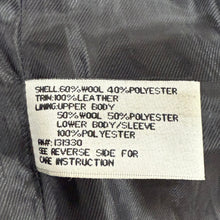 SHELL:60%WOOL 40%POLYESTER
TRIM:100%LEATHER
LINING:UPPER BODY
50%WOOL 50%POLYESTER
LOWER BODY/SLEEVE
100%POLYESTER
RN#:131930
SEE REVERSE SIDE FOR
CARE INSTRUCTION